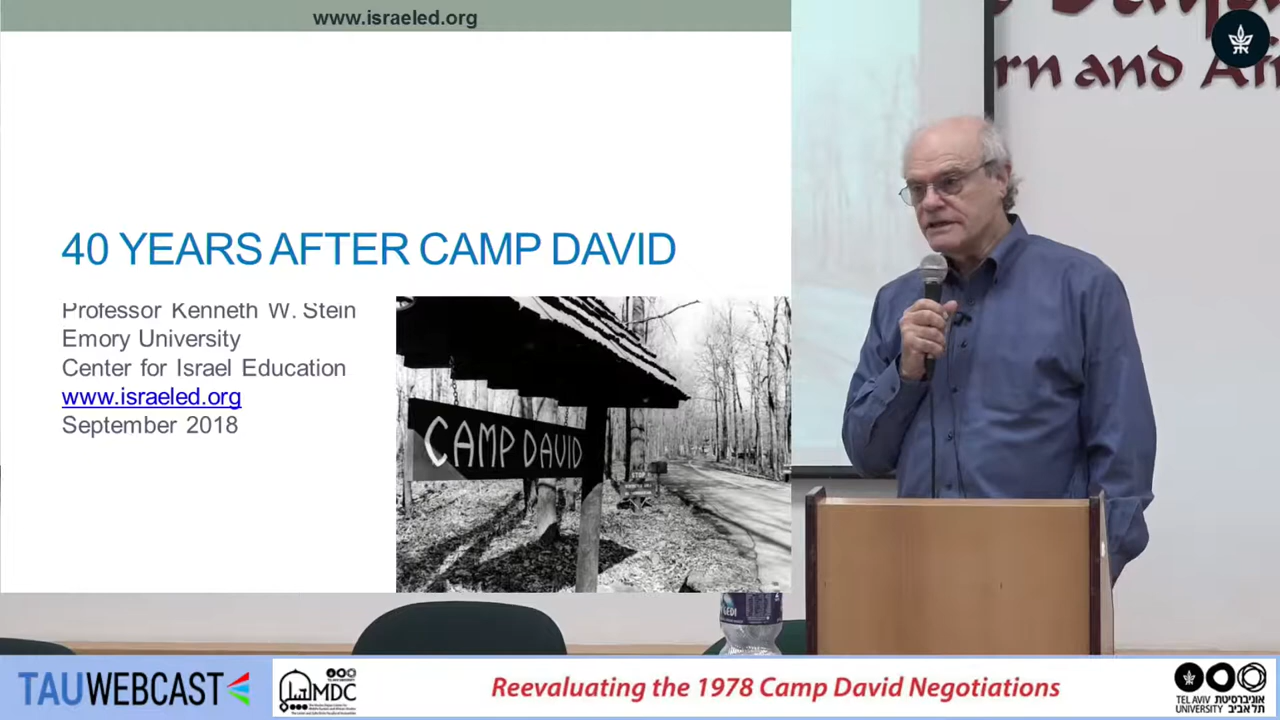 www.israeled.org
40 YEARS AFTER CAMP DAVID
Professor Kenneth W. Stein
Emory University
Center for Israel Education
www.israeled.org
September 2018
CAMP DAVID
STOP
rn and
TAUWEBCAST
MDC
Reevaluating the 1978 Camp David Negotiations
TEL AVIV אוניברסיטת
UNIVERSITY תל אביב